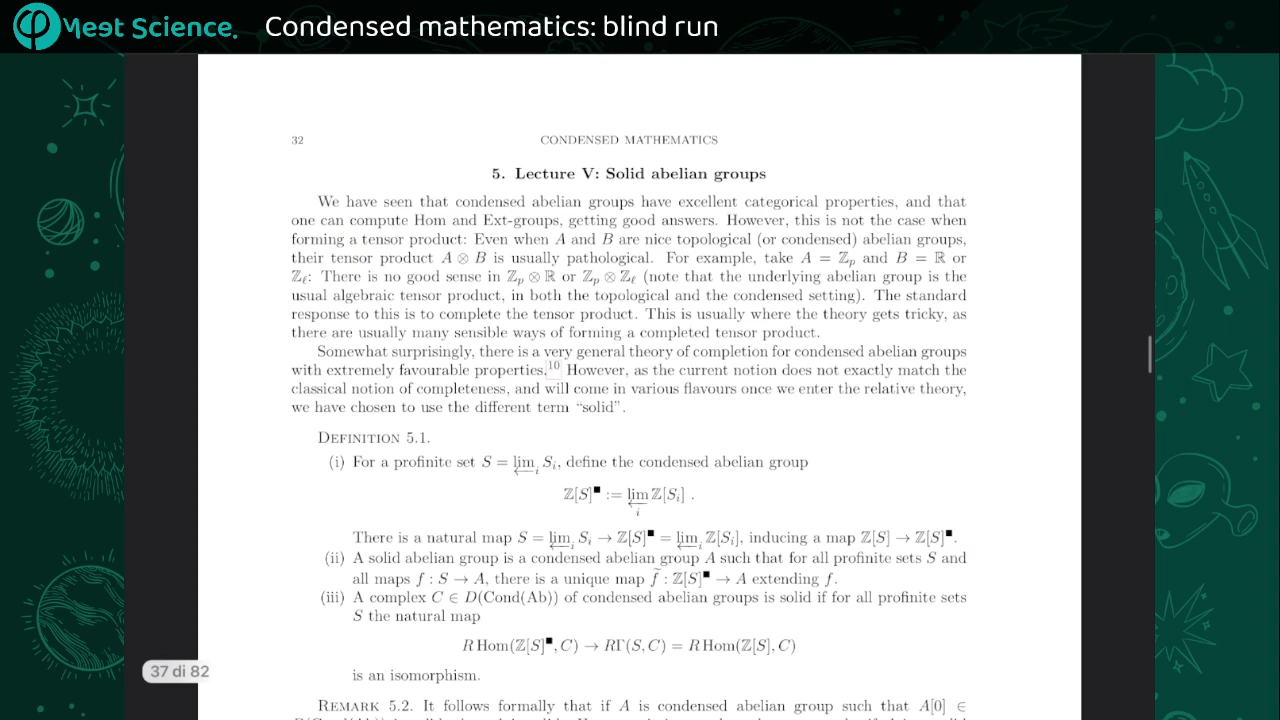 Meet Science.
Condensed mathematics: blind run
32
CONDENSED MATHEMATICS
5. Lecture V: Solid abelian groups
We have seen that condensed abelian groups have excellent categorical properties, and that
one can compute Hom and Ext-groups, getting good answers. However, this is not the case when
forming a tensor product: Even when A and B are nice topological (or condensed) abelian groups,
their tensor product A ⊗ B is usually pathological. For example, take A = ℤₚ and B = ℝ or
ℤ_ℓ: There is no good sense in ℤₚ ⊗ ℝ or ℤₚ ⊗ ℤ_ℓ (note that the underlying abelian group is the
usual algebraic tensor product, in both the topological and the condensed setting). The standard
response to this is to complete the tensor product. This is usually where the theory gets tricky, as
there are usually many sensible ways of forming a completed tensor product.
Somewhat surprisingly, there is a very general theory of completion for condensed abelian groups
with extremely favourable properties.¹⁰ However, as the current notion does not exactly match the
classical notion of completeness, and will come in various flavours once we enter the relative theory,
we have chosen to use the different term “solid”.
DEFINITION 5.1.
(i) For a profinite set S = lim←ᵢ Sᵢ, define the condensed abelian group
ℤ[S]^■ := lim←ᵢ ℤ[Sᵢ] .
There is a natural map S = lim←ᵢ Sᵢ → ℤ[S]^■ = lim←ᵢ ℤ[Sᵢ], inducing a map ℤ[S] → ℤ[S]^■.
(ii) A solid abelian group is a condensed abelian group A such that for all profinite sets S and
all maps f : S → A, there is a unique map f̃ : ℤ[S]^■ → A extending f.
(iii) A complex C ∈ D(Cond(Ab)) of condensed abelian groups is solid if for all profinite sets
S the natural map
R Hom(ℤ[S]^■, C) → RΓ(S, C) = R Hom(ℤ[S], C)
37 di 82
is an isomorphism.
REMARK 5.2. It follows formally that if A is condensed abelian group such that A[0] ∈